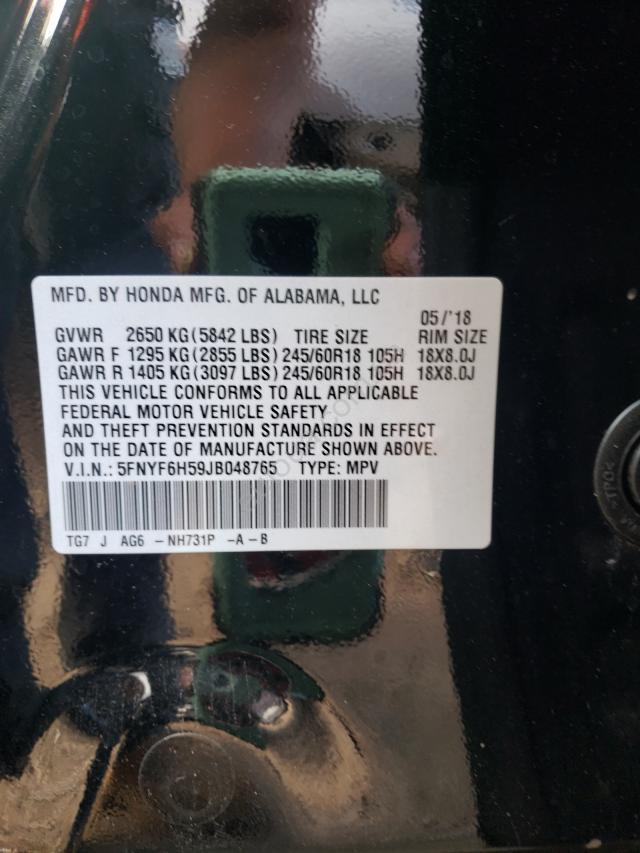 MFD. BY HONDA MFG. OF ALABAMA, LLC
05/'18
GVWR 2650 KG (5842 LBS) TIRE SIZE RIM SIZE
GAWR F 1295 KG (2855 LBS) 245/60R18 105H 18X8.0J
GAWR R 1405 KG (3097 LBS) 245/60R18 105H 18X8.0J
THIS VEHICLE CONFORMS TO ALL APPLICABLE
FEDERAL MOTOR VEHICLE SAFETY
AND THEFT PREVENTION STANDARDS IN EFFECT
ON THE DATE OF MANUFACTURE SHOWN ABOVE.
V.I.N.: 5FNYF6H59JB048765 TYPE: MPV
TG7 J AG6 -NH731P -A-B
>TPO<